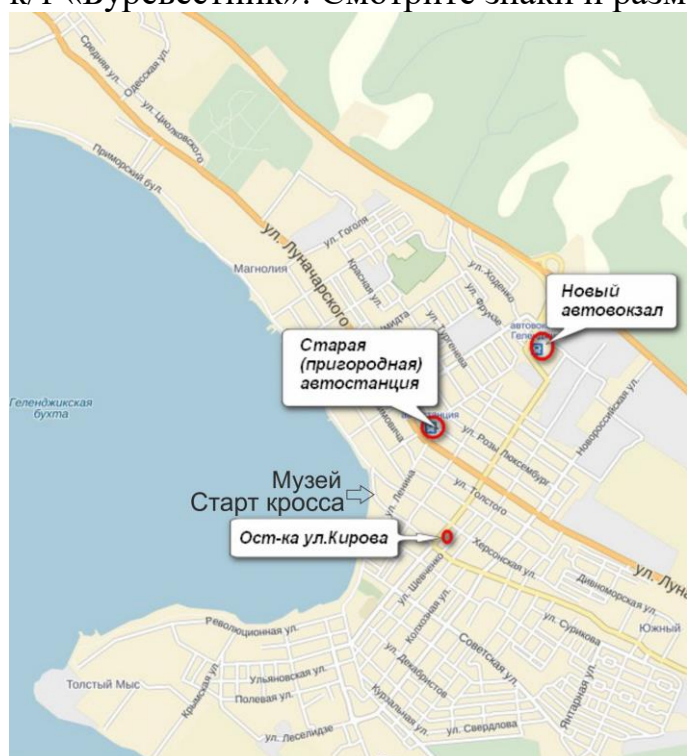 к/т «Буревестник». Смотрите знаки и разм
Одесская ул.
Средняя ул.
ул. Циолковского
Приморский бул.
ул. Гоголя
ул. Луначарского
Магнолия
Красная ул.
ул. Ходенко
ул. Фрунзе
Новый
автовокзал
ул. Тургенева
Старая
(пригородная)
автостанция
Геленджикская
бухта
Новороссийская ул.
ул. Розы Люксембург
Музей
Старт кросса
ул. Ленина
ул. Толстого
Ост-ка ул.Кирова
Херсонская ул.
ул. Шевченко
Дивноморская ул.
Колхозная ул.
ул. Сурикова
Южный
Революционная ул.
Советская ул.
ул. Декабристов
Толстый Мыс
Крымская ул.
Ульяновская ул.
Полевая ул.
Курзальная ул.
Янтарная ул.
ул. Свердлова
ул. Леселидзе